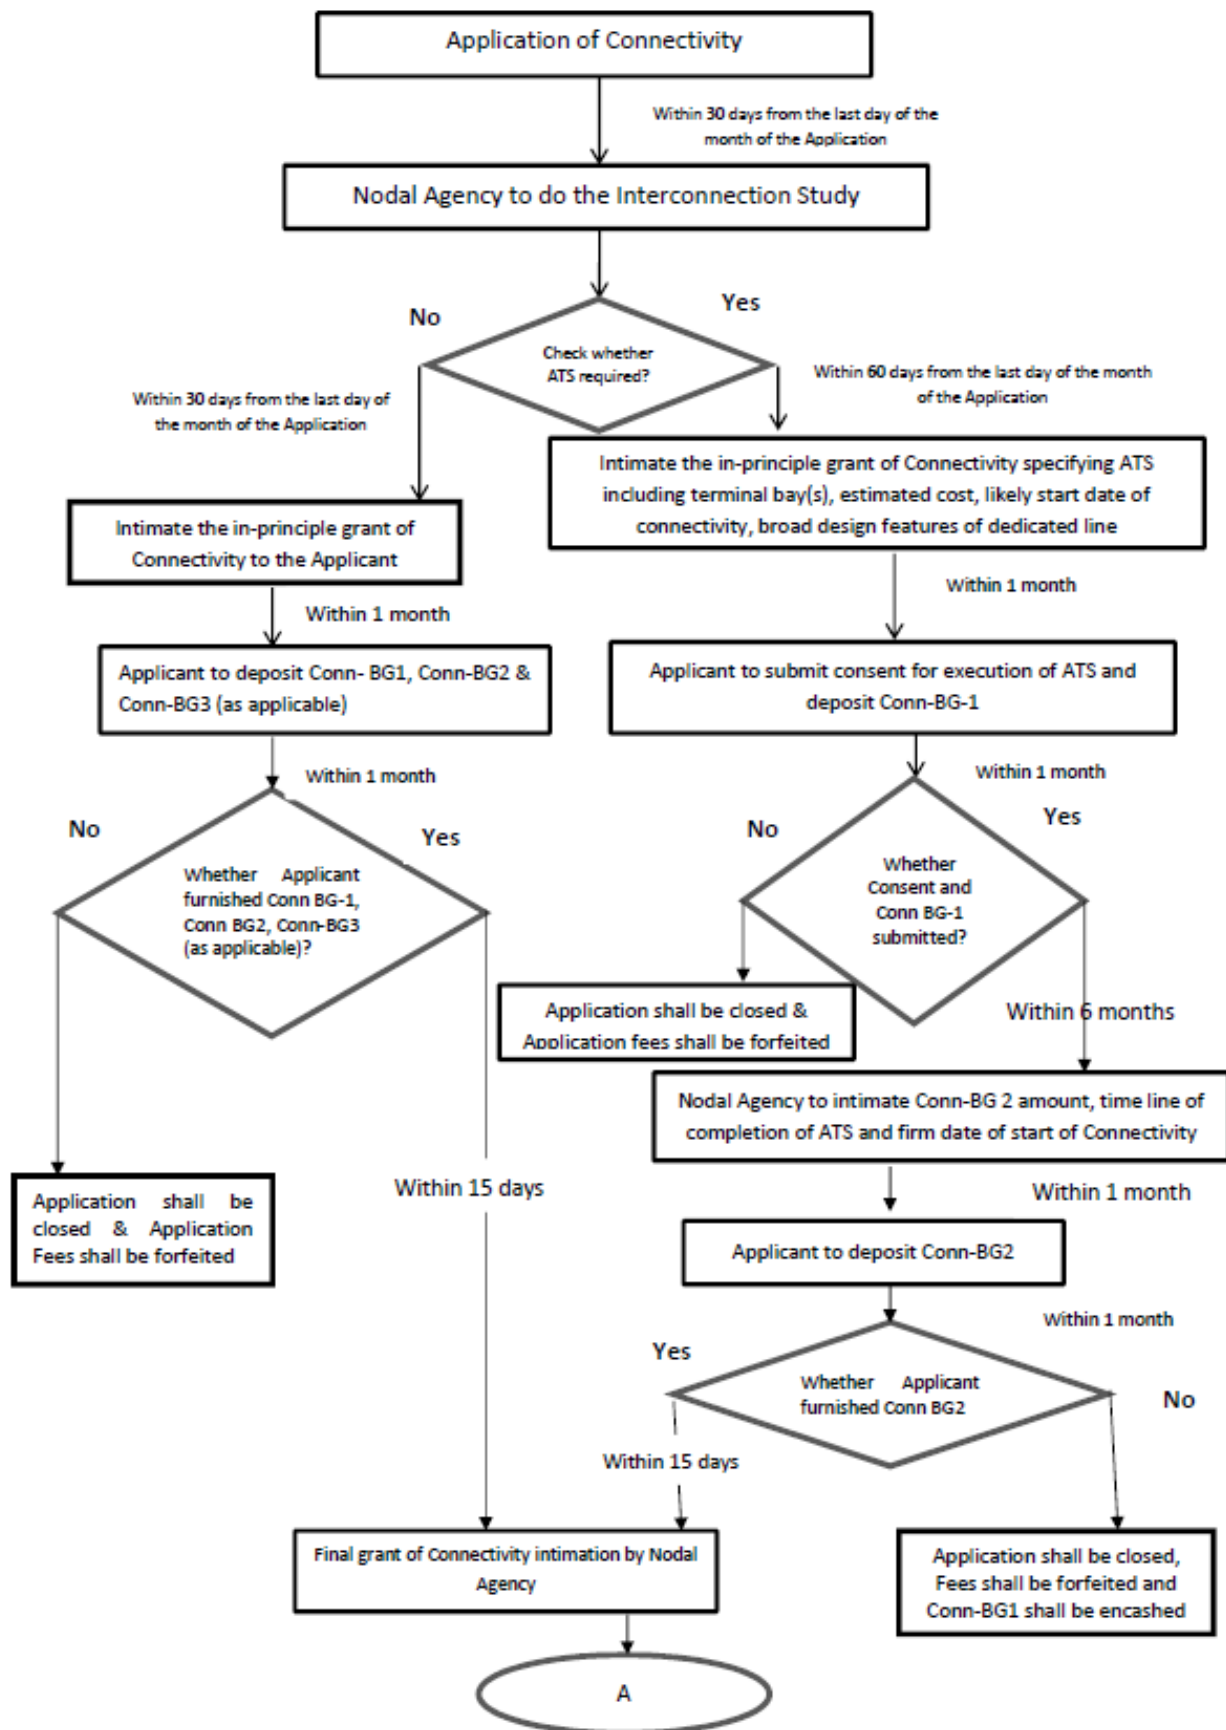 Application of Connectivity
Within 30 days from the last day of the
month of the Application
Nodal Agency to do the Interconnection Study
No
Yes
Check whether
ATS required?
Within 30 days from the last day of
the month of the Application
Within 60 days from the last day of the month
of the Application
Intimate the in-principle grant of Connectivity specifying ATS
including terminal bay(s), estimated cost, likely start date of
connectivity, broad design features of dedicated line
Intimate the in-principle grant of
Connectivity to the Applicant
Within 1 month
Within 1 month
Applicant to deposit Conn- BG1, Conn-BG2 &
Conn-BG3 (as applicable)
Applicant to submit consent for execution of ATS and
deposit Conn-BG-1
Within 1 month
Within 1 month
No
Yes
No
Yes
Whether Applicant
furnished Conn BG-1,
Conn BG2, Conn-BG3
(as applicable)?
Whether
Consent and
Conn BG-1
submitted?
Application shall be closed &
Application fees shall be forfeited
Within 6 months
Nodal Agency to intimate Conn-BG 2 amount, time line of
completion of ATS and firm date of start of Connectivity
Application shall be
closed & Application
Fees shall be forfeited
Within 15 days
Within 1 month
Applicant to deposit Conn-BG2
Within 1 month
Yes
Whether Applicant
furnished Conn BG2
No
Within 15 days
Final grant of Connectivity intimation by Nodal
Agency
Application shall be closed,
Fees shall be forfeited and
Conn-BG1 shall be encashed
A